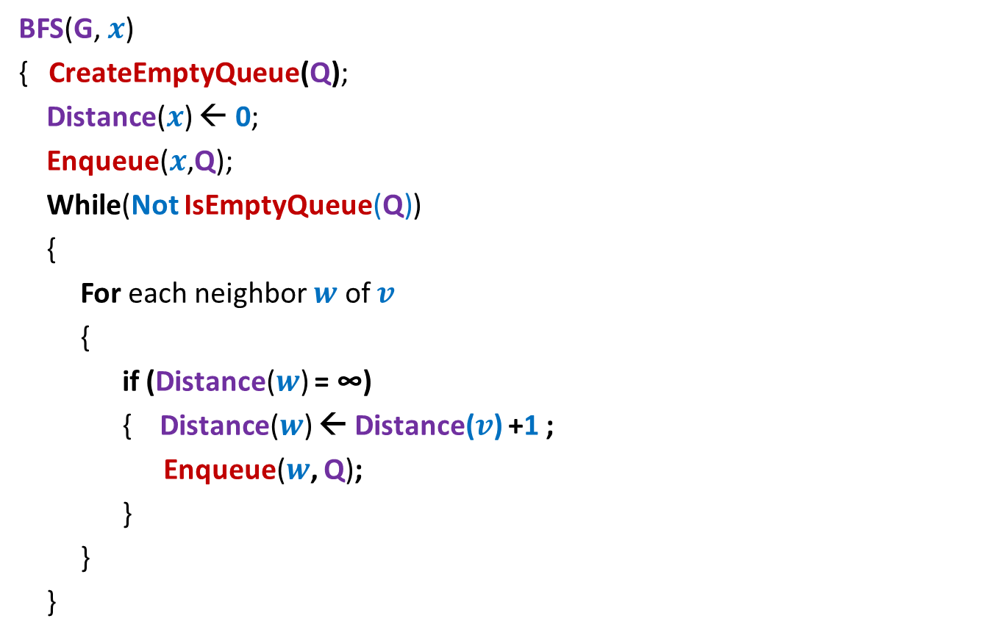 BFS(G, x)
{ CreateEmptyQueue(Q);
Distance(x) ← 0;
Enqueue(x,Q);
While(Not IsEmptyQueue(Q))
{
For each neighbor w of v
{
if (Distance(w) = ∞)
{ Distance(w) ← Distance(v) +1 ;
Enqueue(w, Q);
}
}
}